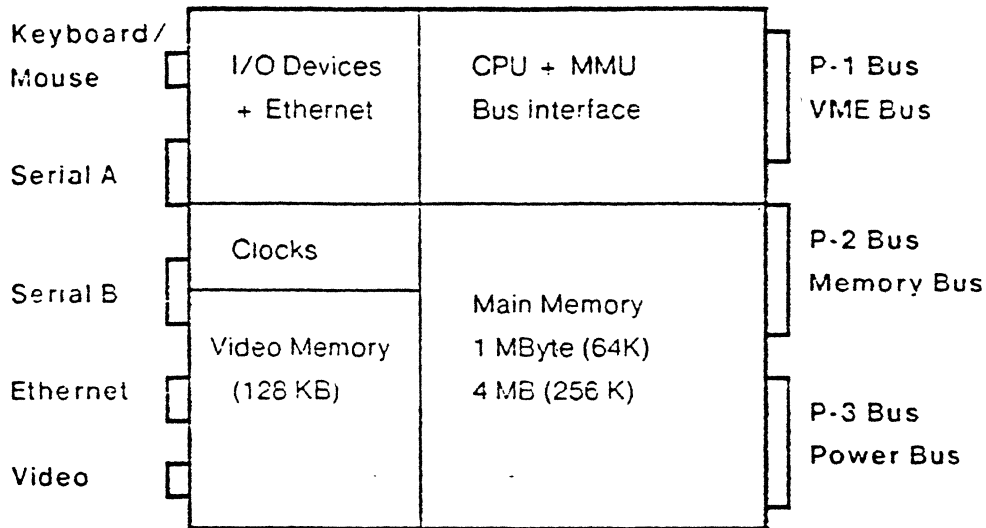 Keyboard/
Mouse
Serial A
Serial B
Ethernet
Video
I/O Devices
+ Ethernet
CPU + MMU
Bus interface
Clocks
Video Memory
(128 KB)
Main Memory
1 MByte (64K)
4 MB (256 K)
P-1 Bus
VME Bus
P-2 Bus
Memory Bus
P-3 Bus
Power Bus